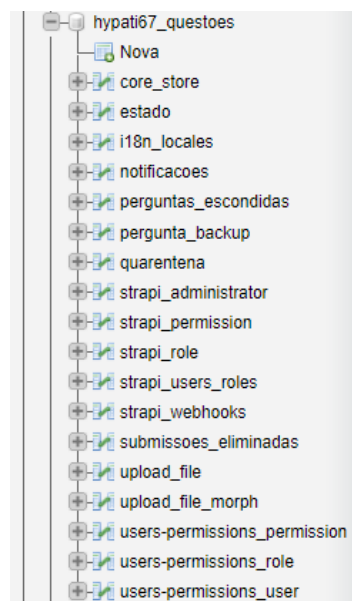 hypati67_questoes
Nova
core_store
estado
i18n_locales
notificacoes
perguntas_escondidas
pergunta_backup
quarentena
strapi_administrator
strapi_permission
strapi_role
strapi_users_roles
strapi_webhooks
submissoes_eliminadas
upload_file
upload_file_morph
users-permissions_permission
users-permissions_role
users-permissions_user